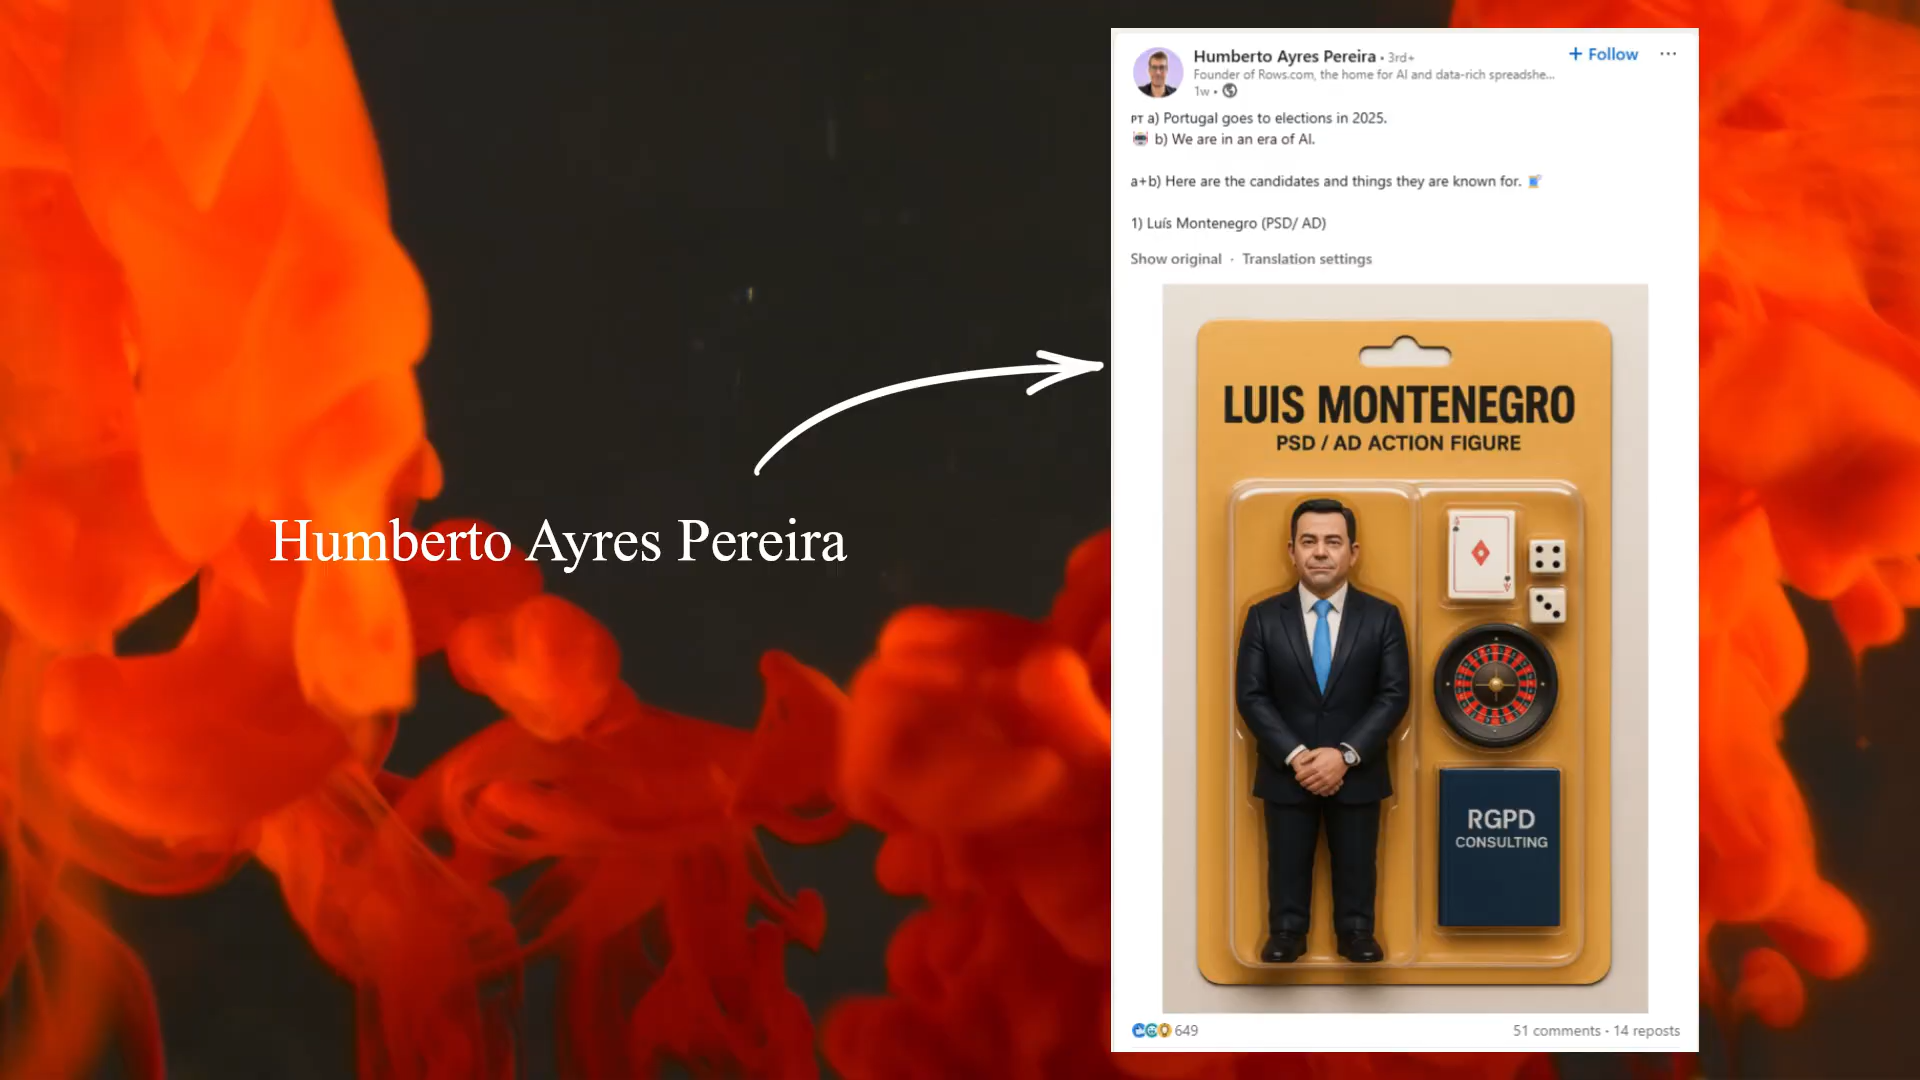 Humberto Ayres Pereira
Humberto Ayres Pereira • 3rd+
+ Follow ···
Founder of Rows.com, the home for AI and data-rich spreadshe...
1w •
PT a) Portugal goes to elections in 2025.
b) We are in an era of AI.
a+b) Here are the candidates and things they are known for.
1) Luís Montenegro (PSD/ AD)
Show original · Translation settings
LUIS MONTENEGRO
PSD / AD ACTION FIGURE
RGPD
CONSULTING
649
51 comments • 14 reposts